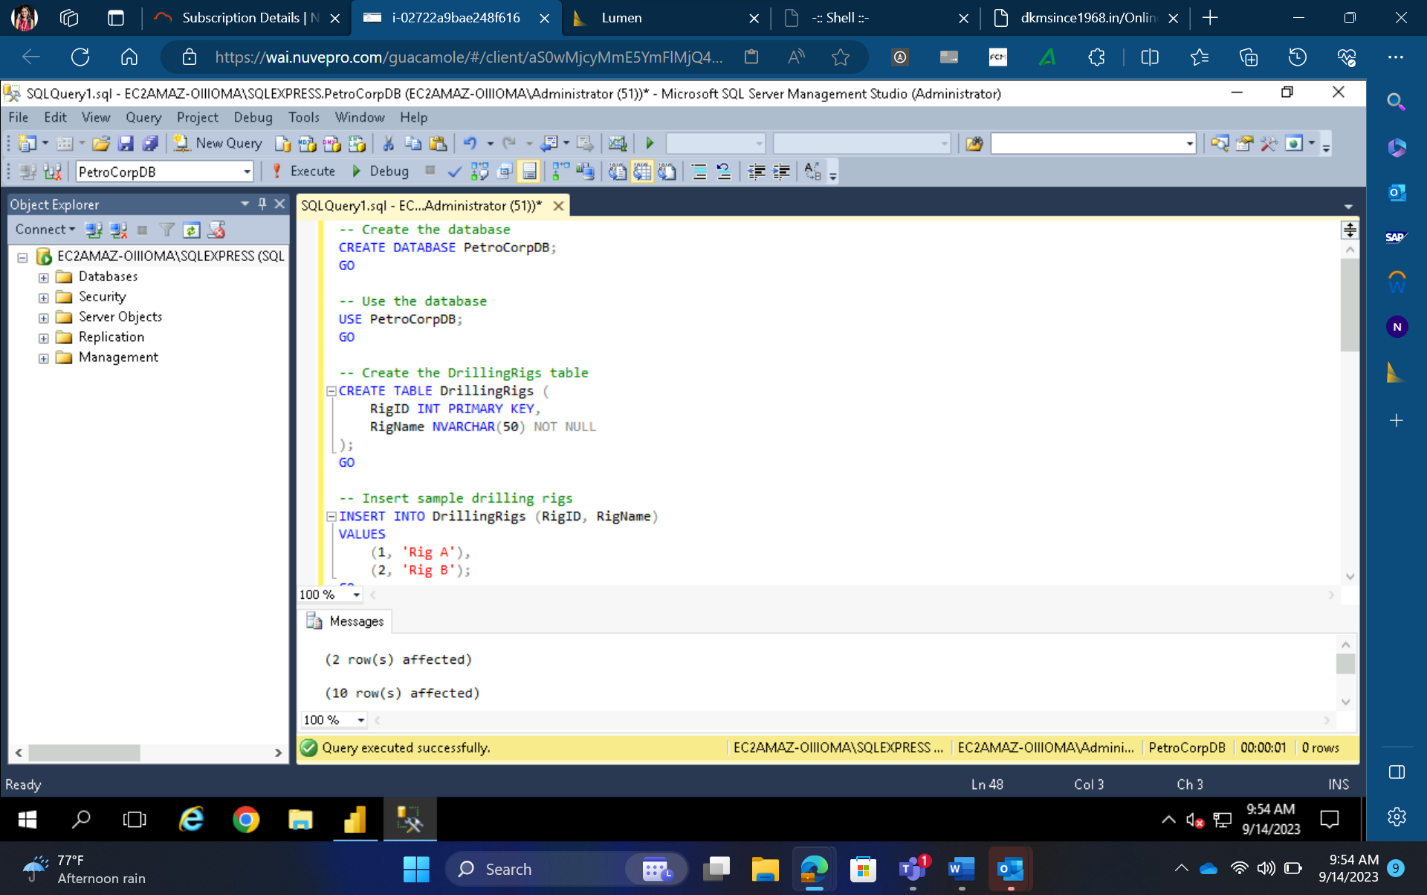 Subscription Details | N
i-02722a9bae248f616
Lumen
-:: Shell ::-
dkmsince1968.in/Onlin
https://wai.nuvepro.com/guacamole/#/client/aS0wMjcyMmE5YmFlMjQ4...
SQLQuery1.sql - EC2AMAZ-OIIIOMA\SQLEXPRESS.PetroCorpDB (EC2AMAZ-OIIIOMA\Administrator (51))* - Microsoft SQL Server Management Studio (Administrator)
File Edit View Query Project Debug Tools Window Help
New Query
PetroCorpDB
Execute
Debug
Object Explorer
Connect
EC2AMAZ-OIIIOMA\SQLEXPRESS (SQL
Databases
Security
Server Objects
Replication
Management
SQLQuery1.sql - EC...Administrator (51))*
-- Create the database
CREATE DATABASE PetroCorpDB;
GO
-- Use the database
USE PetroCorpDB;
GO
-- Create the DrillingRigs table
CREATE TABLE DrillingRigs (
RigID INT PRIMARY KEY,
RigName NVARCHAR(50) NOT NULL
);
GO
-- Insert sample drilling rigs
INSERT INTO DrillingRigs (RigID, RigName)
VALUES
(1, 'Rig A'),
(2, 'Rig B');
GO
100 %
Messages
(2 row(s) affected)
(10 row(s) affected)
100 %
Query executed successfully.
EC2AMAZ-OIIIOMA\SQLEXPRESS ...
EC2AMAZ-OIIIOMA\Admini...
PetroCorpDB
00:00:01
0 rows
Ready
Ln 48
Col 3
Ch 3
INS
9:54 AM
9/14/2023
77°F
Afternoon rain
Search
1
9:54 AM
9/14/2023
9
SAP
N
FCM